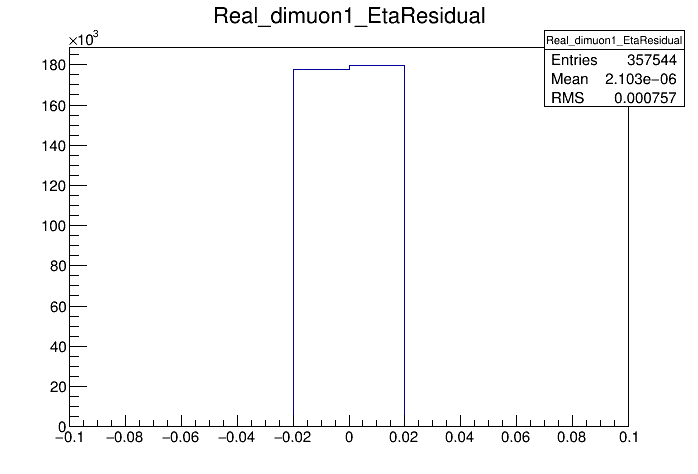 Real_dimuon1_EtaResidual
×10³
Real_dimuon1_EtaResidual
Entries 357544
Mean 2.103e−06
RMS 0.000757
180
160
140
120
100
80
60
40
20
0
−0.1 −0.08 −0.06 −0.04 −0.02 0 0.02 0.04 0.06 0.08 0.1